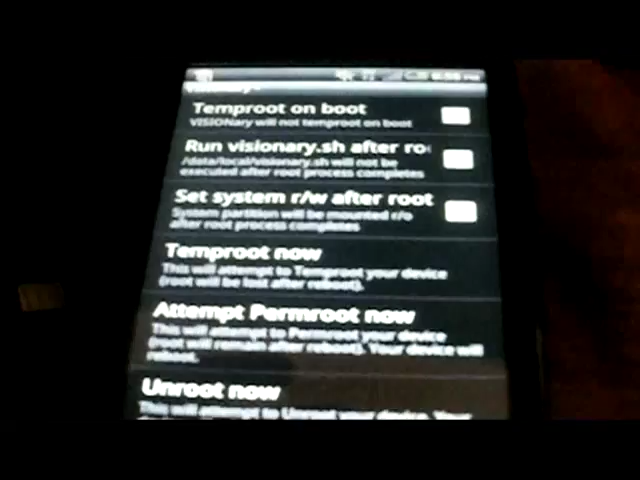 Temproot on boot
VISIONary will not temproot on boot
Run visionary.sh after ro
/data/local/visionary.sh will not be
executed after root process completes
Set system r/w after root
System partition will be mounted r/o
after root process completes
Temproot now
This will attempt to Temproot your device
(root will be lost after reboot).
Attempt Permroot now
This will attempt to Permroot your device
(root will remain after reboot). Your device will
reboot.
Unroot now
This will attempt to Unroot your device. Your